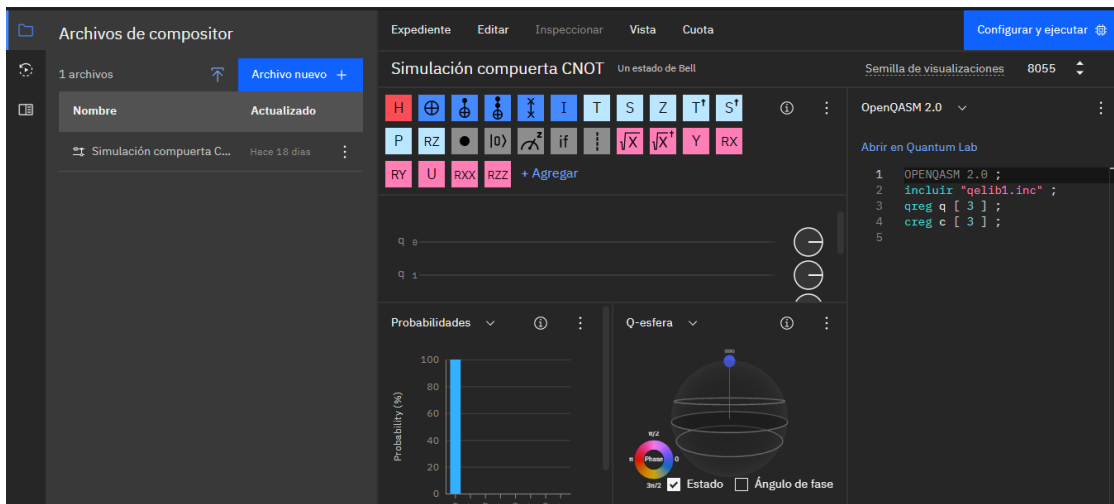 Archivos de compositor
1 archivos
Archivo nuevo +
Nombre Actualizado
Simulación compuerta C... Hace 18 días
Expediente Editar Inspeccionar Vista Cuota
Configurar y ejecutar
Simulación compuerta CNOT Un estado de Bell
Semilla de visualizaciones 8055
H I T S Z T† S†
P RZ |0⟩ z if √X √X† Y RX
RY U RXX RZZ + Agregar
q 0
q 1
OpenQASM 2.0
Abrir en Quantum Lab
1 OPENQASM 2.0 ;
2 incluir "qelib1.inc" ;
3 qreg q [ 3 ] ;
4 creg c [ 3 ] ;
5
Probabilidades
Probability (%)
100
80
60
40
20
0
Q-esfera
000
π/2
π Phase 0
3π/2
Estado Ángulo de fase